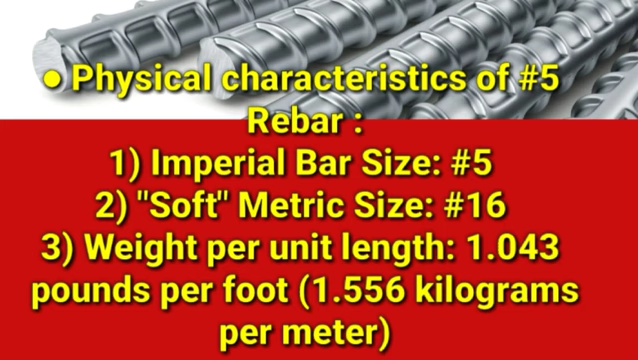 ● Physical characteristics of #5
Rebar :
1) Imperial Bar Size: #5
2) "Soft" Metric Size: #16
3) Weight per unit length: 1.043
pounds per foot (1.556 kilograms
per meter)